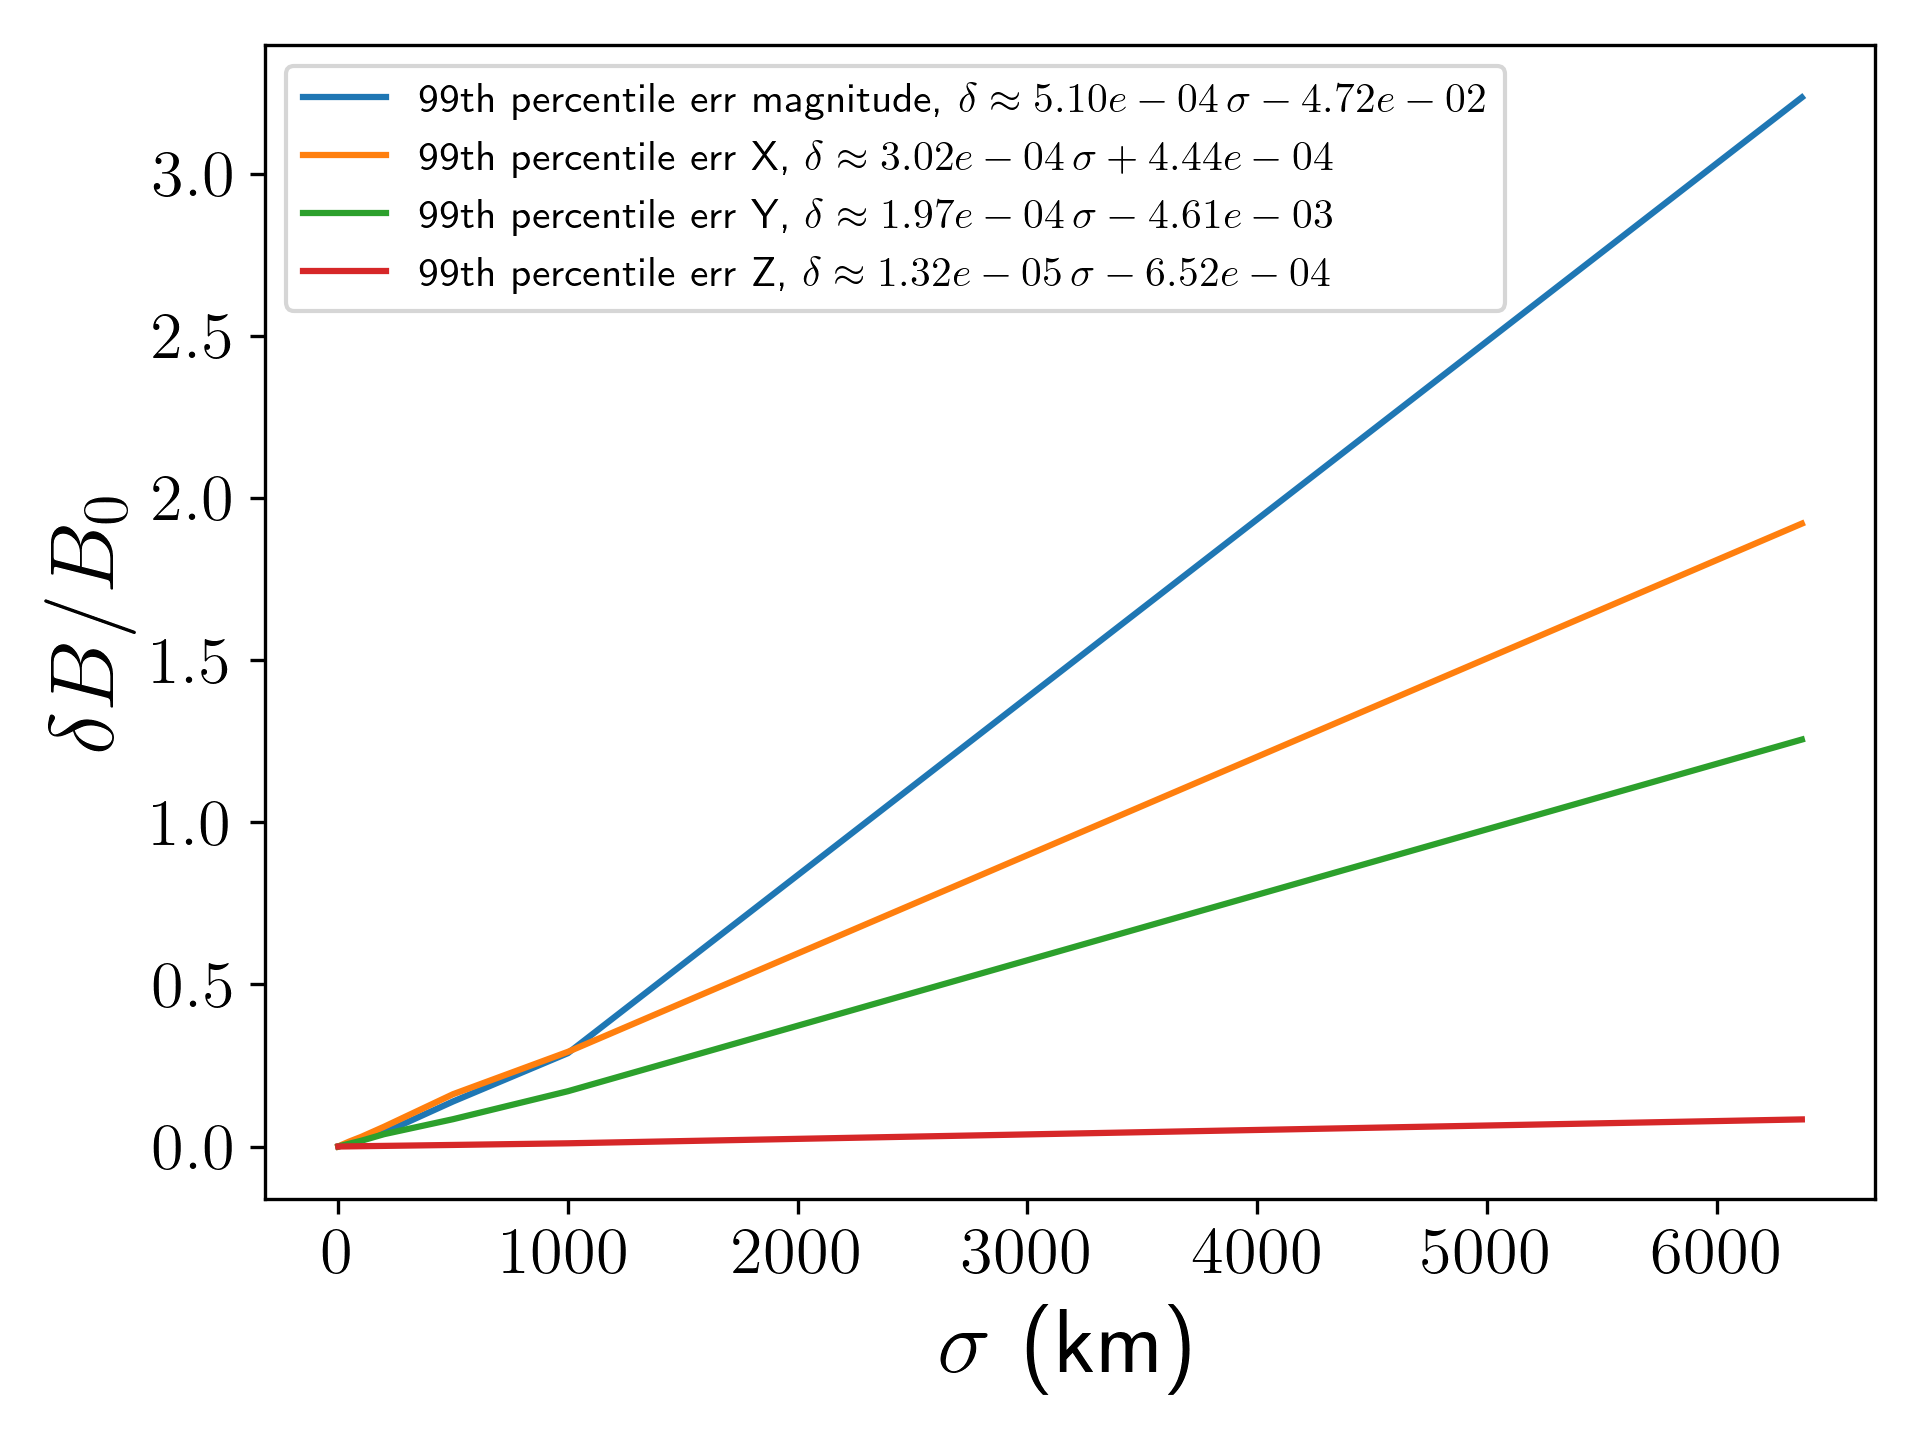 99th percentile err magnitude, δ ≈ 5.10e − 04 σ − 4.72e − 02
99th percentile err X, δ ≈ 3.02e − 04 σ + 4.44e − 04
99th percentile err Y, δ ≈ 1.97e − 04 σ − 4.61e − 03
99th percentile err Z, δ ≈ 1.32e − 05 σ − 6.52e − 04
3.0
2.5
2.0
1.5
1.0
0.5
0.0
δB/B₀
0 1000 2000 3000 4000 5000 6000
σ (km)